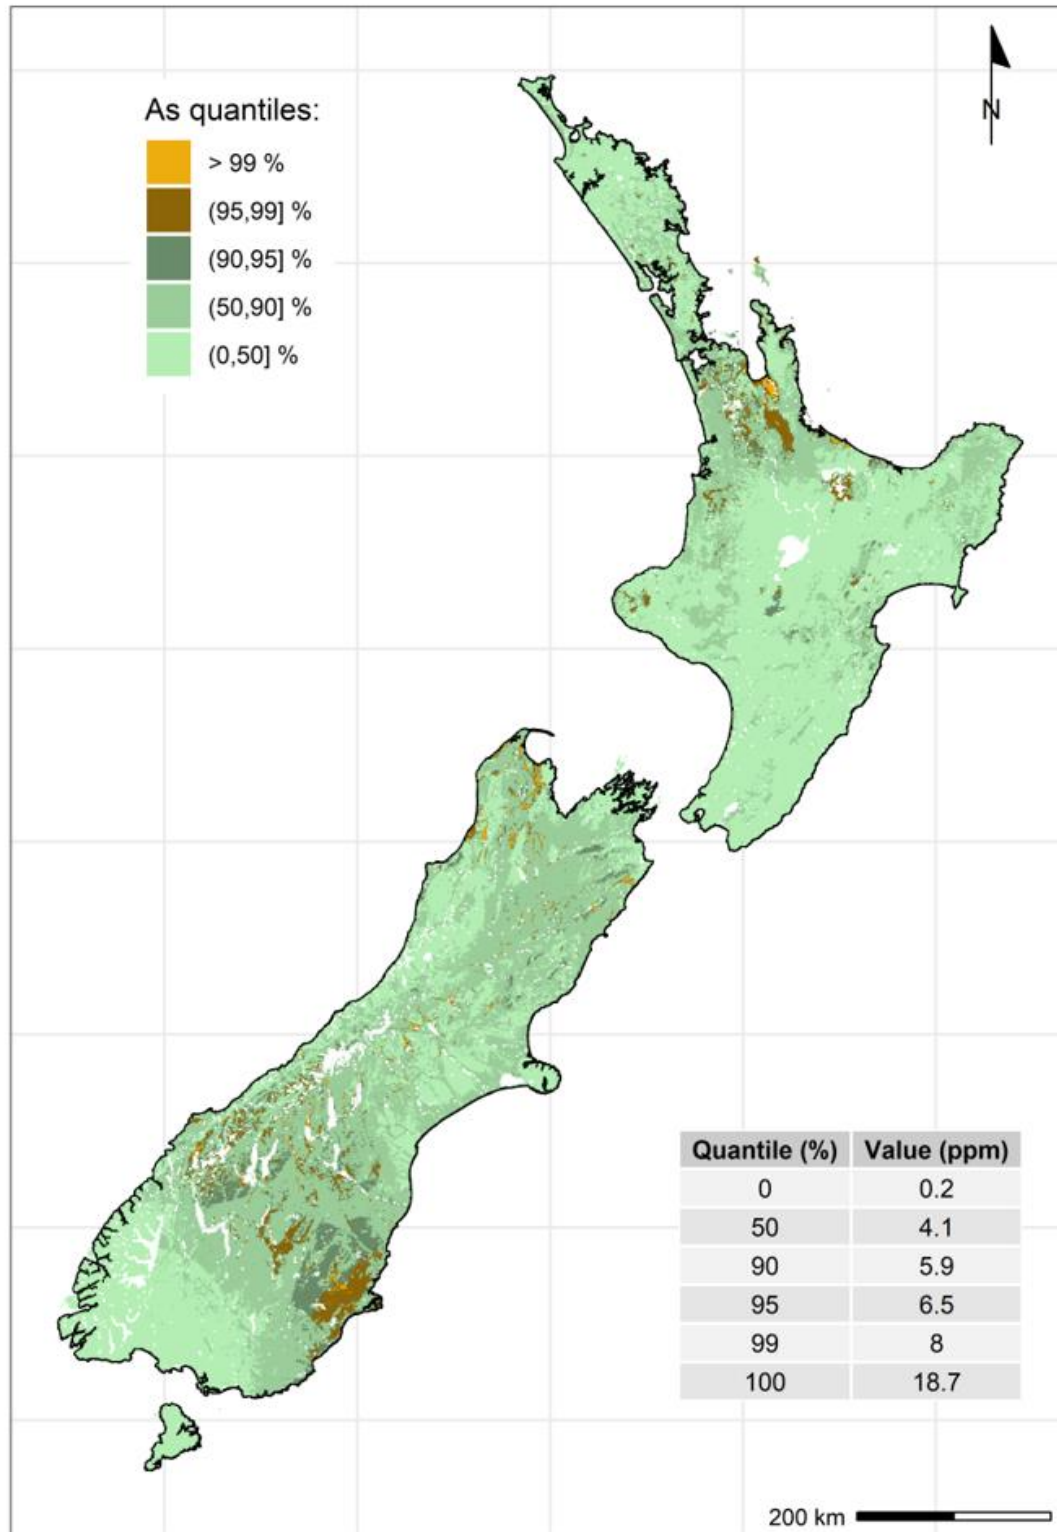 N
As quantiles:
> 99 %
(95,99] %
(90,95] %
(50,90] %
(0,50] %
Quantile (%) Value (ppm)
0 0.2
50 4.1
90 5.9
95 6.5
99 8
100 18.7
200 km